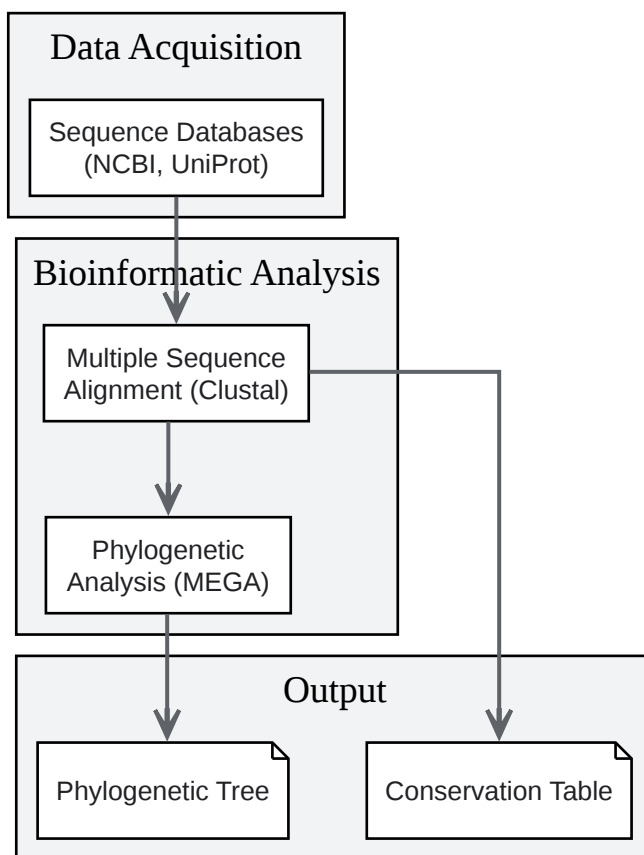 Data Acquisition
Sequence Databases
(NCBI, UniProt)
Bioinformatic Analysis
Multiple Sequence
Alignment (Clustal)
Phylogenetic
Analysis (MEGA)
Output
Phylogenetic Tree
Conservation Table